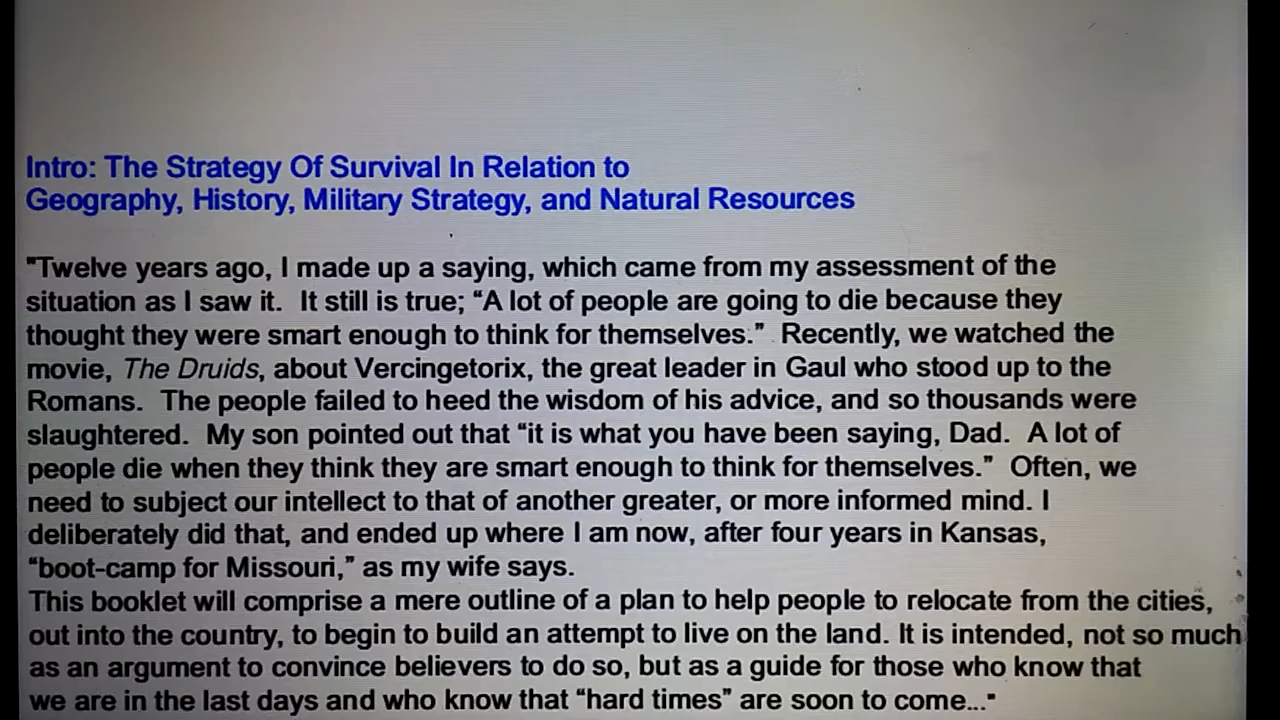 Intro: The Strategy Of Survival In Relation to
Geography, History, Military Strategy, and Natural Resources
"Twelve years ago, I made up a saying, which came from my assessment of the
situation as I saw it.  It still is true; “A lot of people are going to die because they
thought they were smart enough to think for themselves.”  Recently, we watched the
movie, The Druids, about Vercingetorix, the great leader in Gaul who stood up to the
Romans.  The people failed to heed the wisdom of his advice, and so thousands were
slaughtered.  My son pointed out that “it is what you have been saying, Dad.  A lot of
people die when they think they are smart enough to think for themselves.”  Often, we
need to subject our intellect to that of another greater, or more informed mind. I
deliberately did that, and ended up where I am now, after four years in Kansas,
“boot-camp for Missouri,” as my wife says.
This booklet will comprise a mere outline of a plan to help people to relocate from the cities,
out into the country, to begin to build an attempt to live on the land. It is intended, not so much
as an argument to convince believers to do so, but as a guide for those who know that
we are in the last days and who know that “hard times” are soon to come..."